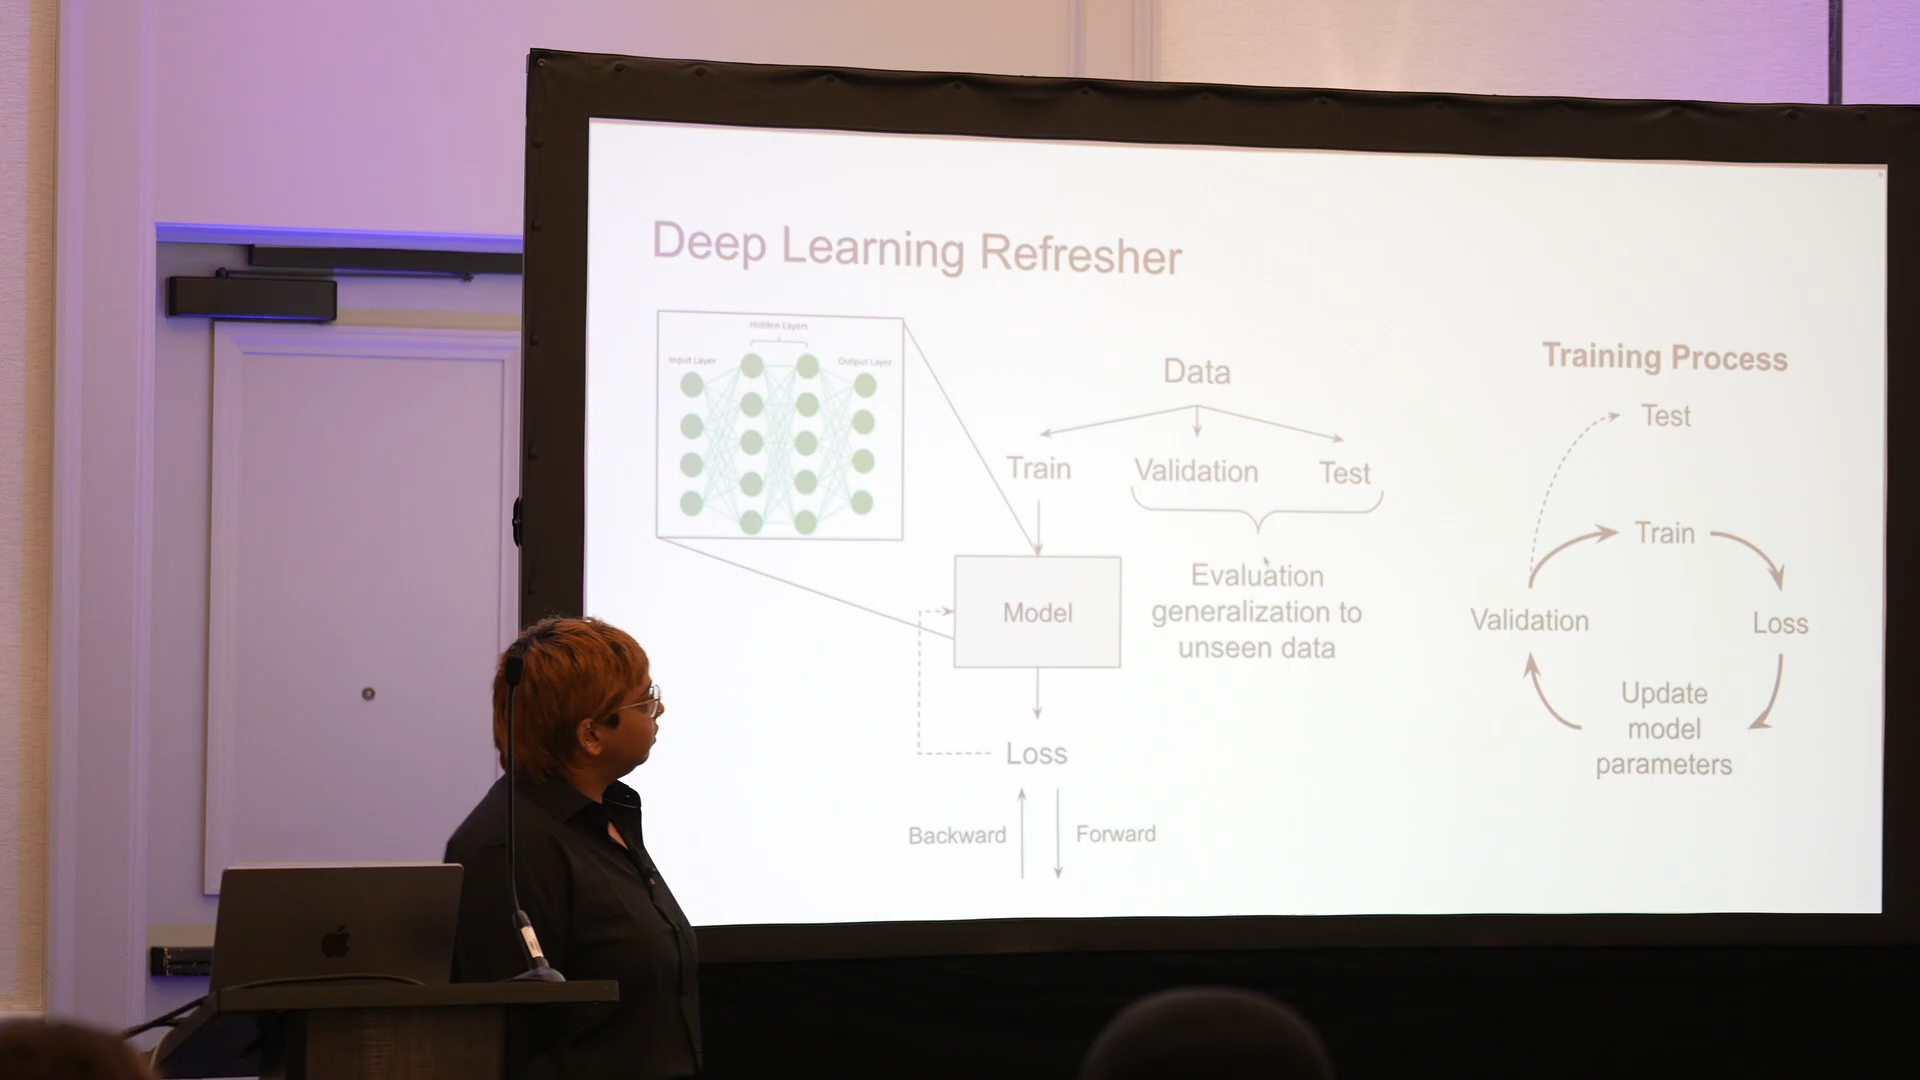 Deep Learning Refresher
Hidden Layers
Input Layer
Output Layer
Data
Train
Validation
Test
Evaluation
generalization to
unseen data
Model
Loss
Backward
Forward
Training Process
Test
Train
Validation
Loss
Update
model
parameters